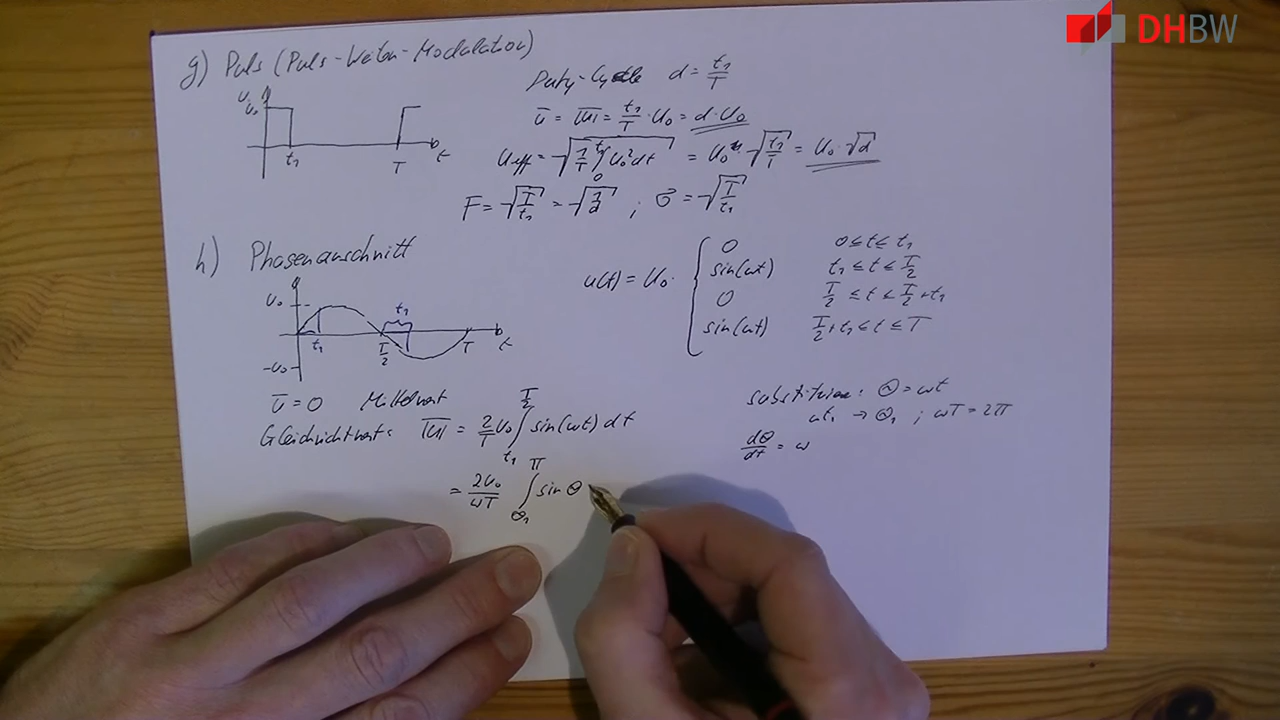 DHBW
g) Puls (Puls-Weiten-Modulation)
Duty-Cycle d = t₁/T
U
U₀
t₁
T
t
ū = |u|‾ = t₁/T · U₀ = d · U₀
Ueff = √(1/T ∫₀^t₁ U₀² dt) = U₀ · √(t₁/T) = U₀ · √d
F = √(T/t₁) = √(1/d) ; σ = √(T/t₁)
h) Phasenanschnitt
u(t) = U₀ · {
0 0 ≤ t ≤ t₁
sin(ωt) t₁ ≤ t ≤ T/2
0 T/2 ≤ t ≤ T/2 + t₁
sin(ωt) T/2 + t₁ ≤ t ≤ T
U₀
-U₀
t₁
T/2
t₁
T
t
ū = 0 Mittelwert
Gleichrichtwert: |u|‾ = 2/T U₀ ∫_t₁^T/2 sin(ωt) dt
= 2U₀/ωT ∫_Θ₁^π sin Θ
substituiere: Θ = ωt
ωt₁ → Θ₁ ; ωT = 2π
dΘ/dt = ω